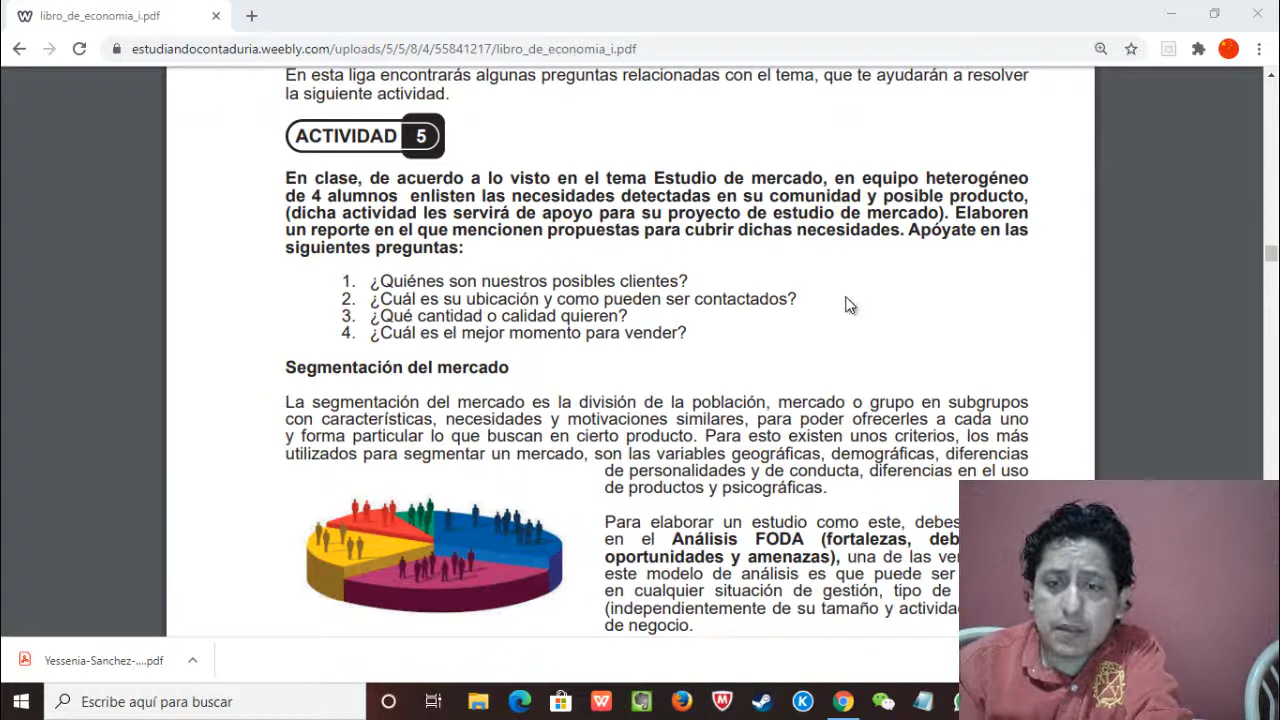 libro_de_economia_i.pdf
estudiandocontaduria.weebly.com/uploads/5/5/8/4/55841217/libro_de_economia_i.pdf
En esta liga encontrarás algunas preguntas relacionadas con el tema, que te ayudarán a resolver
la siguiente actividad.
ACTIVIDAD 5
En clase, de acuerdo a lo visto en el tema Estudio de mercado, en equipo heterogéneo
de 4 alumnos enlisten las necesidades detectadas en su comunidad y posible producto,
(dicha actividad les servirá de apoyo para su proyecto de estudio de mercado). Elaboren
un reporte en el que mencionen propuestas para cubrir dichas necesidades. Apóyate en las
siguientes preguntas:
1. ¿Quiénes son nuestros posibles clientes?
2. ¿Cuál es su ubicación y como pueden ser contactados?
3. ¿Qué cantidad o calidad quieren?
4. ¿Cuál es el mejor momento para vender?
Segmentación del mercado
La segmentación del mercado es la división de la población, mercado o grupo en subgrupos
con características, necesidades y motivaciones similares, para poder ofrecerles a cada uno
y forma particular lo que buscan en cierto producto. Para esto existen unos criterios, los más
utilizados para segmentar un mercado, son las variables geográficas, demográficas, diferencias
de personalidades y de conducta, diferencias en el uso
de productos y psicográficas.
Para elaborar un estudio como este, debes
en el Análisis FODA (fortalezas, deb
oportunidades y amenazas), una de las ve
este modelo de análisis es que puede ser
en cualquier situación de gestión, tipo de
(independientemente de su tamaño y actividad
de negocio.
Yessenia-Sanchez-....pdf
Escribe aquí para buscar